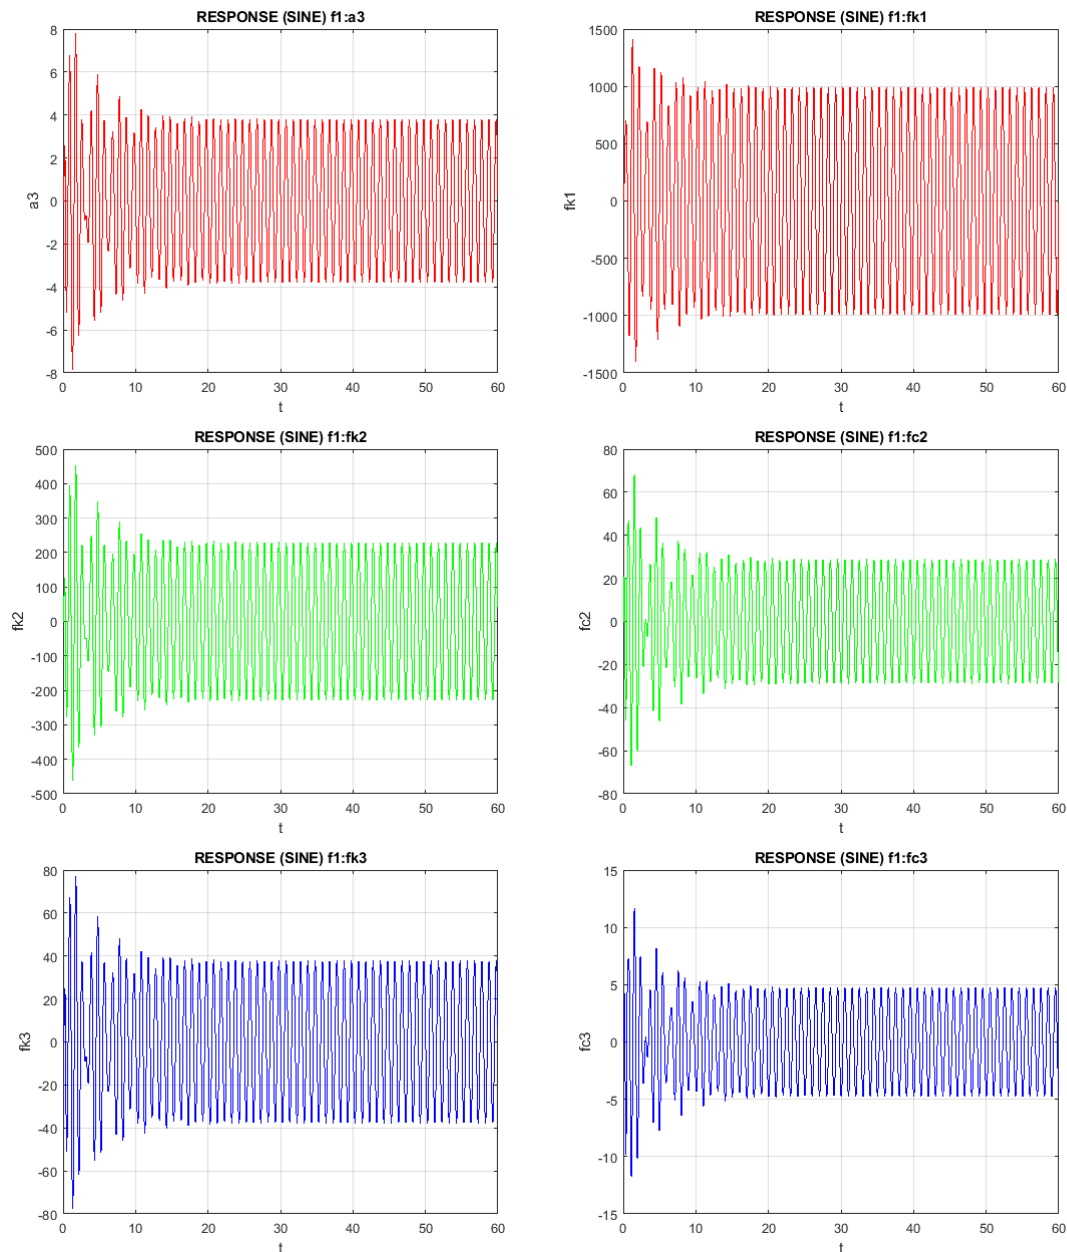 RESPONSE (SINE) f1:a3
8
6
4
2
0
-2
-4
-6
-8
a3
0 10 20 30 40 50 60
t
RESPONSE (SINE) f1:fk1
1500
1000
500
0
-500
-1000
-1500
fk1
0 10 20 30 40 50 60
t
RESPONSE (SINE) f1:fk2
500
400
300
200
100
0
-100
-200
-300
-400
-500
fk2
0 10 20 30 40 50 60
t
RESPONSE (SINE) f1:fc2
80
60
40
20
0
-20
-40
-60
-80
fc2
0 10 20 30 40 50 60
t
RESPONSE (SINE) f1:fk3
80
60
40
20
0
-20
-40
-60
-80
fk3
0 10 20 30 40 50 60
t
RESPONSE (SINE) f1:fc3
15
10
5
0
-5
-10
-15
fc3
0 10 20 30 40 50 60
t